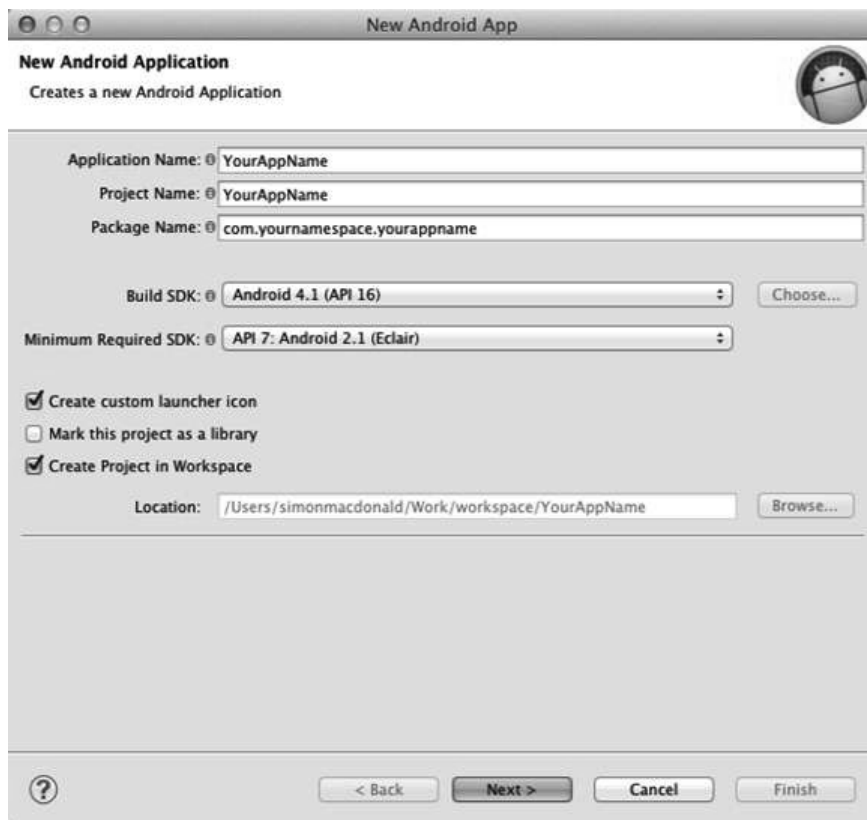 New Android App
New Android Application
Creates a new Android Application
Application Name: YourAppName
Project Name: YourAppName
Package Name: com.yournamespace.yourappname
Build SDK: Android 4.1 (API 16) Choose...
Minimum Required SDK: API 7: Android 2.1 (Eclair)
Create custom launcher icon
Mark this project as a library
Create Project in Workspace
Location: /Users/simonmacdonald/Work/workspace/YourAppName Browse...
? < Back Next > Cancel Finish